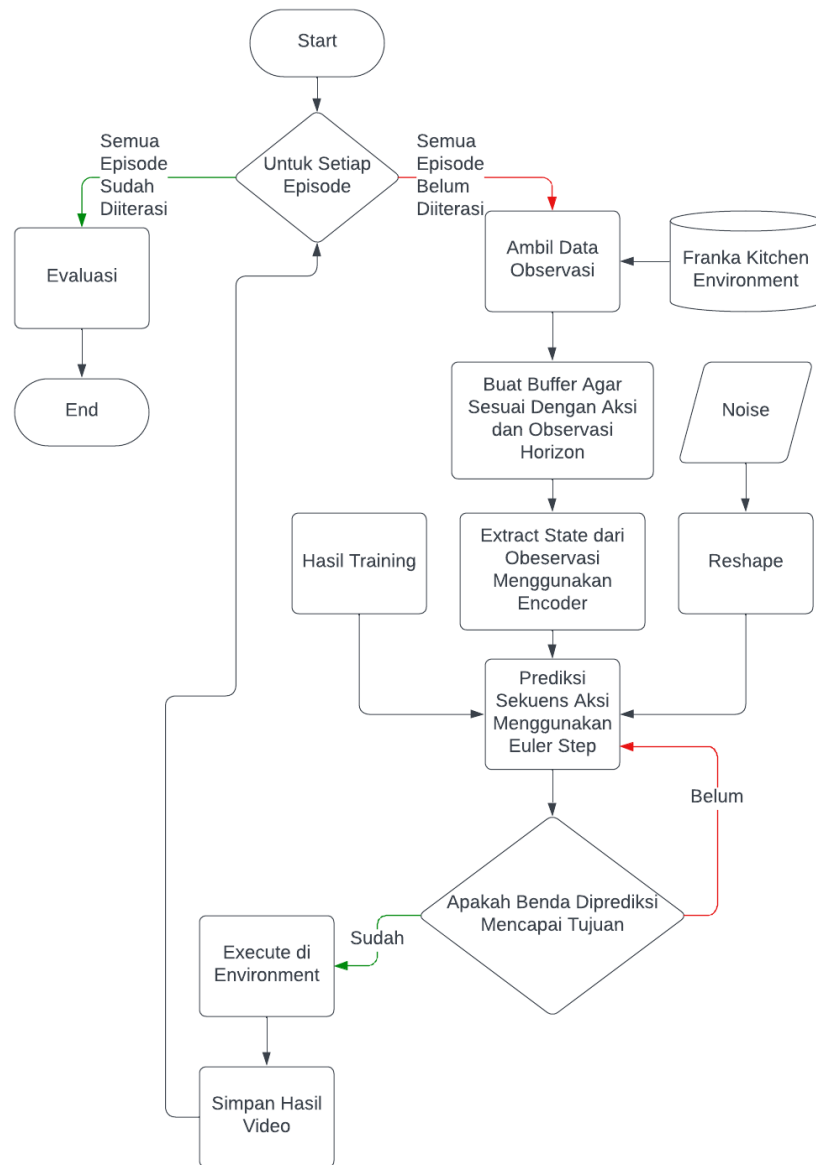 Start
Untuk Setiap
Episode
Semua
Episode
Sudah
Diiterasi
Semua
Episode
Belum
Diiterasi
Evaluasi
End
Ambil Data
Observasi
Franka Kitchen
Environment
Buat Buffer Agar
Sesuai Dengan Aksi
dan Observasi
Horizon
Noise
Hasil Training
Extract State dari
Obeservasi
Menggunakan
Encoder
Reshape
Prediksi
Sekuens Aksi
Menggunakan
Euler Step
Belum
Apakah Benda Diprediksi
Mencapai Tujuan
Sudah
Execute di
Environment
Simpan Hasil
Video